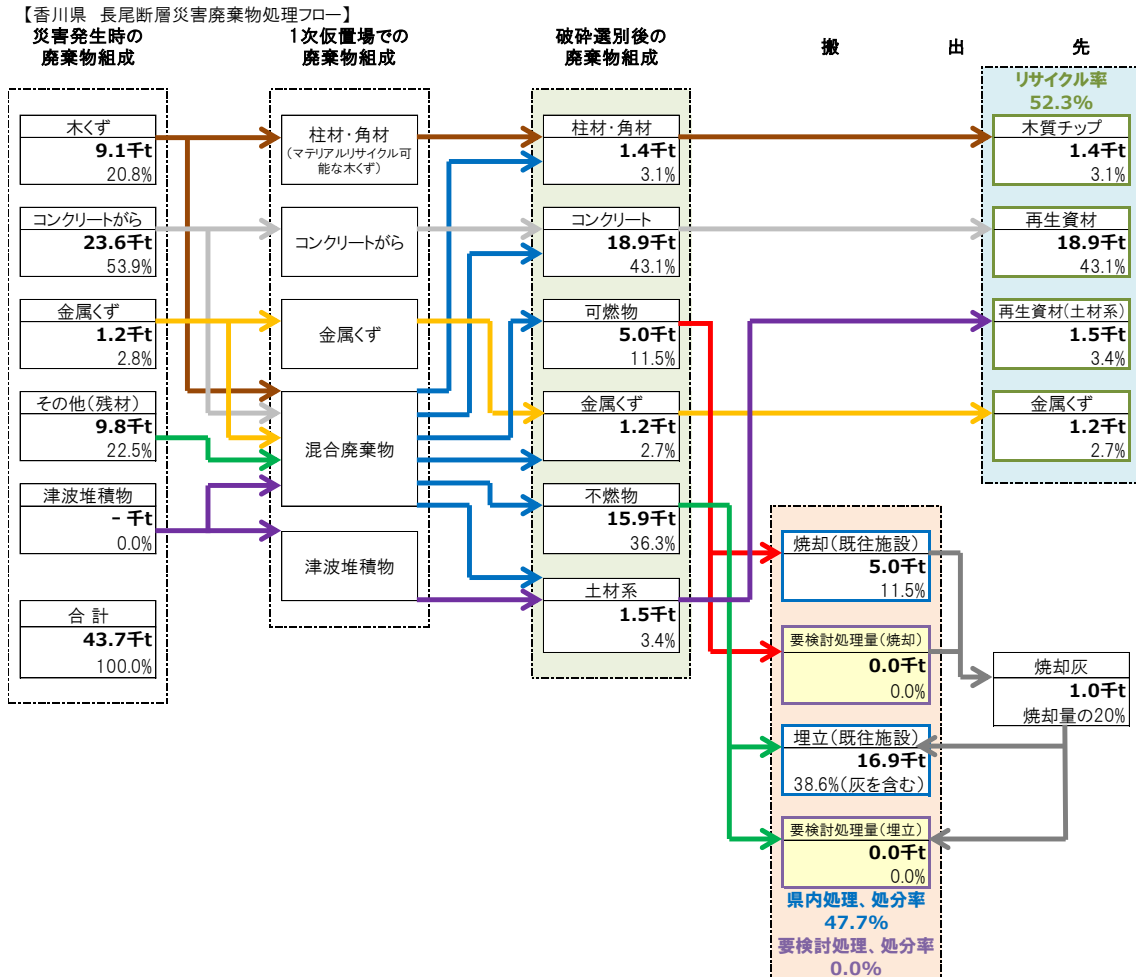 【香川県 長尾断層災害廃棄物処理フロー】
災害発生時の
廃棄物組成
木くず
9.1千t
20.8%
コンクリートがら
23.6千t
53.9%
金属くず
1.2千t
2.8%
その他(残材)
9.8千t
22.5%
津波堆積物
- 千t
0.0%
合 計
43.7千t
100.0%
1次仮置場での
廃棄物組成
柱材・角材
(マテリアルリサイクル可
能な木くず)
コンクリートがら
金属くず
混合廃棄物
津波堆積物
破砕選別後の
廃棄物組成
柱材・角材
1.4千t
3.1%
コンクリート
18.9千t
43.1%
可燃物
5.0千t
11.5%
金属くず
1.2千t
2.7%
不燃物
15.9千t
36.3%
土材系
1.5千t
3.4%
搬 出 先
リサイクル率
52.3%
木質チップ
1.4千t
3.1%
再生資材
18.9千t
43.1%
再生資材(土材系)
1.5千t
3.4%
金属くず
1.2千t
2.7%
焼却(既往施設)
5.0千t
11.5%
要検討処理量(焼却)
0.0千t
0.0%
焼却灰
1.0千t
焼却量の20%
埋立(既往施設)
16.9千t
38.6%(灰を含む)
要検討処理量(埋立)
0.0千t
0.0%
県内処理、処分率
47.7%
要検討処理、処分率
0.0%